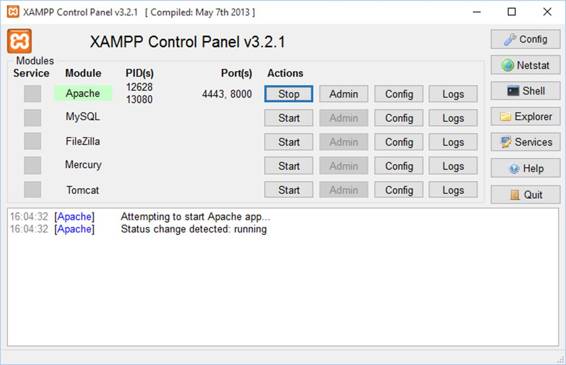 XAMPP Control Panel v3.2.1 [ Compiled: May 7th 2013 ]
XAMPP Control Panel v3.2.1
Config
Modules
Service Module PID(s) Port(s) Actions
Netstat
Apache 12628 13080 4443, 8000 Stop Admin Config Logs
Shell
MySQL Start Admin Config Logs
Explorer
FileZilla Start Admin Config Logs
Services
Mercury Start Admin Config Logs
Help
Tomcat Start Admin Config Logs
Quit
16:04:32 [Apache] Attempting to start Apache app...
16:04:32 [Apache] Status change detected: running